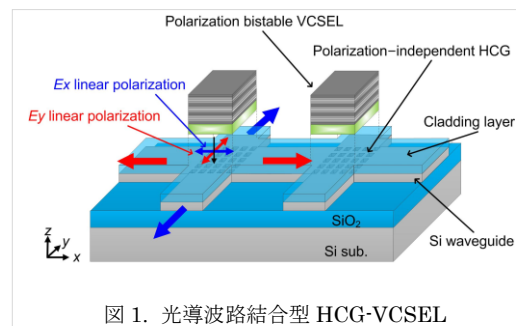 Polarization bistable VCSEL
Polarization-independent HCG
Ex linear polarization
Ey linear polarization
Cladding layer
SiO2
Si waveguide
Si sub.
z
y
x
図 1. 光導波路結合型 HCG-VCSEL